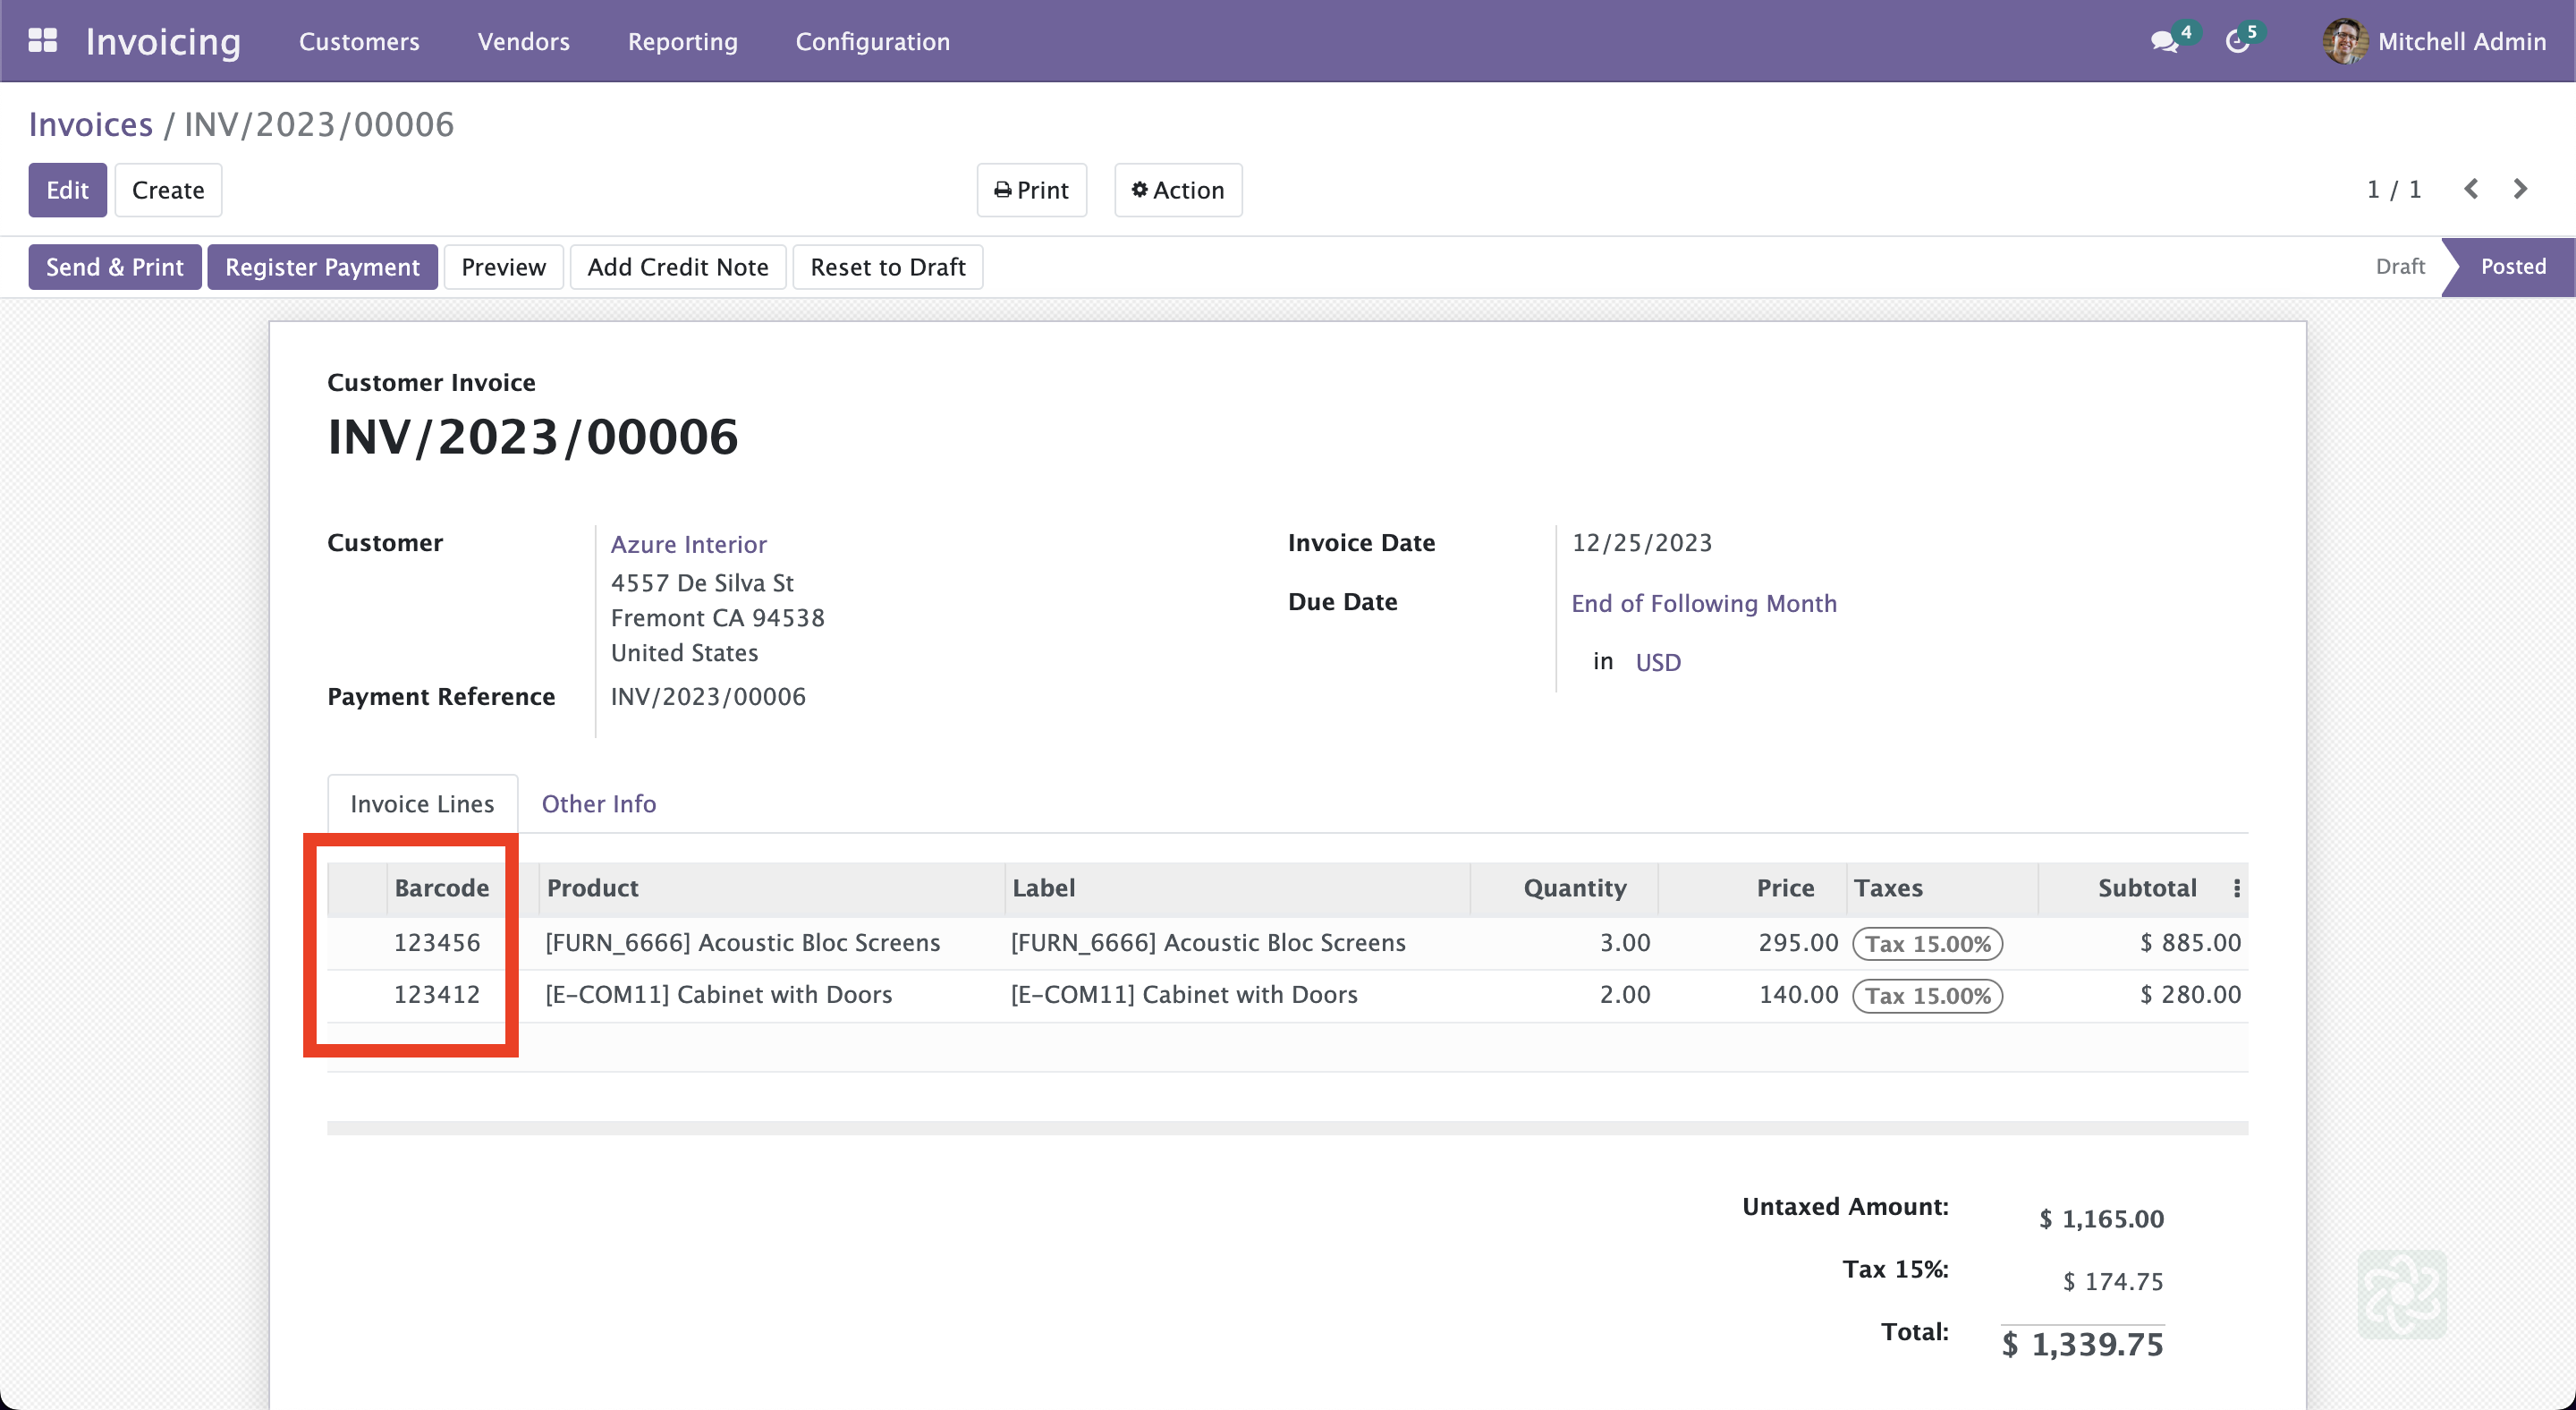 Invoicing Customers Vendors Reporting Configuration 4 5 Mitchell Admin
Invoices / INV/2023/00006
Edit Create Print Action 1 / 1
Send & Print Register Payment Preview Add Credit Note Reset to Draft Draft Posted
Customer Invoice
INV/2023/00006
Customer Azure Interior Invoice Date 12/25/2023
4557 De Silva St
Fremont CA 94538 Due Date End of Following Month
United States in USD
Payment Reference INV/2023/00006
Invoice Lines Other Info
Barcode Product Label Quantity Price Taxes Subtotal
123456 [FURN_6666] Acoustic Bloc Screens [FURN_6666] Acoustic Bloc Screens 3.00 295.00 Tax 15.00% $ 885.00
123412 [E-COM11] Cabinet with Doors [E-COM11] Cabinet with Doors 2.00 140.00 Tax 15.00% $ 280.00
Untaxed Amount: $ 1,165.00
Tax 15%: $ 174.75
Total: $ 1,339.75